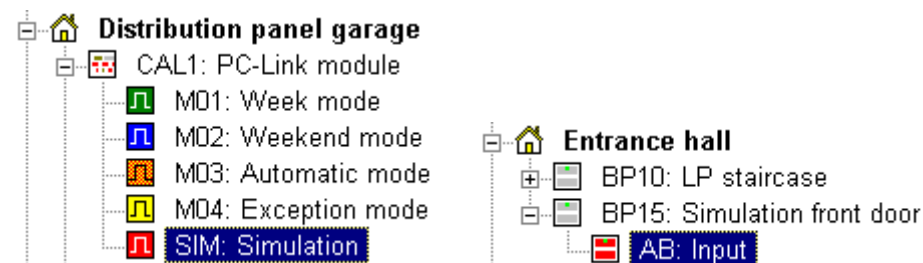 Distribution panel garage
CAL1: PC-Link module
M01: Week mode
M02: Weekend mode
M03: Automatic mode
M04: Exception mode
SIM: Simulation
Entrance hall
BP10: LP staircase
BP15: Simulation front door
AB: Input